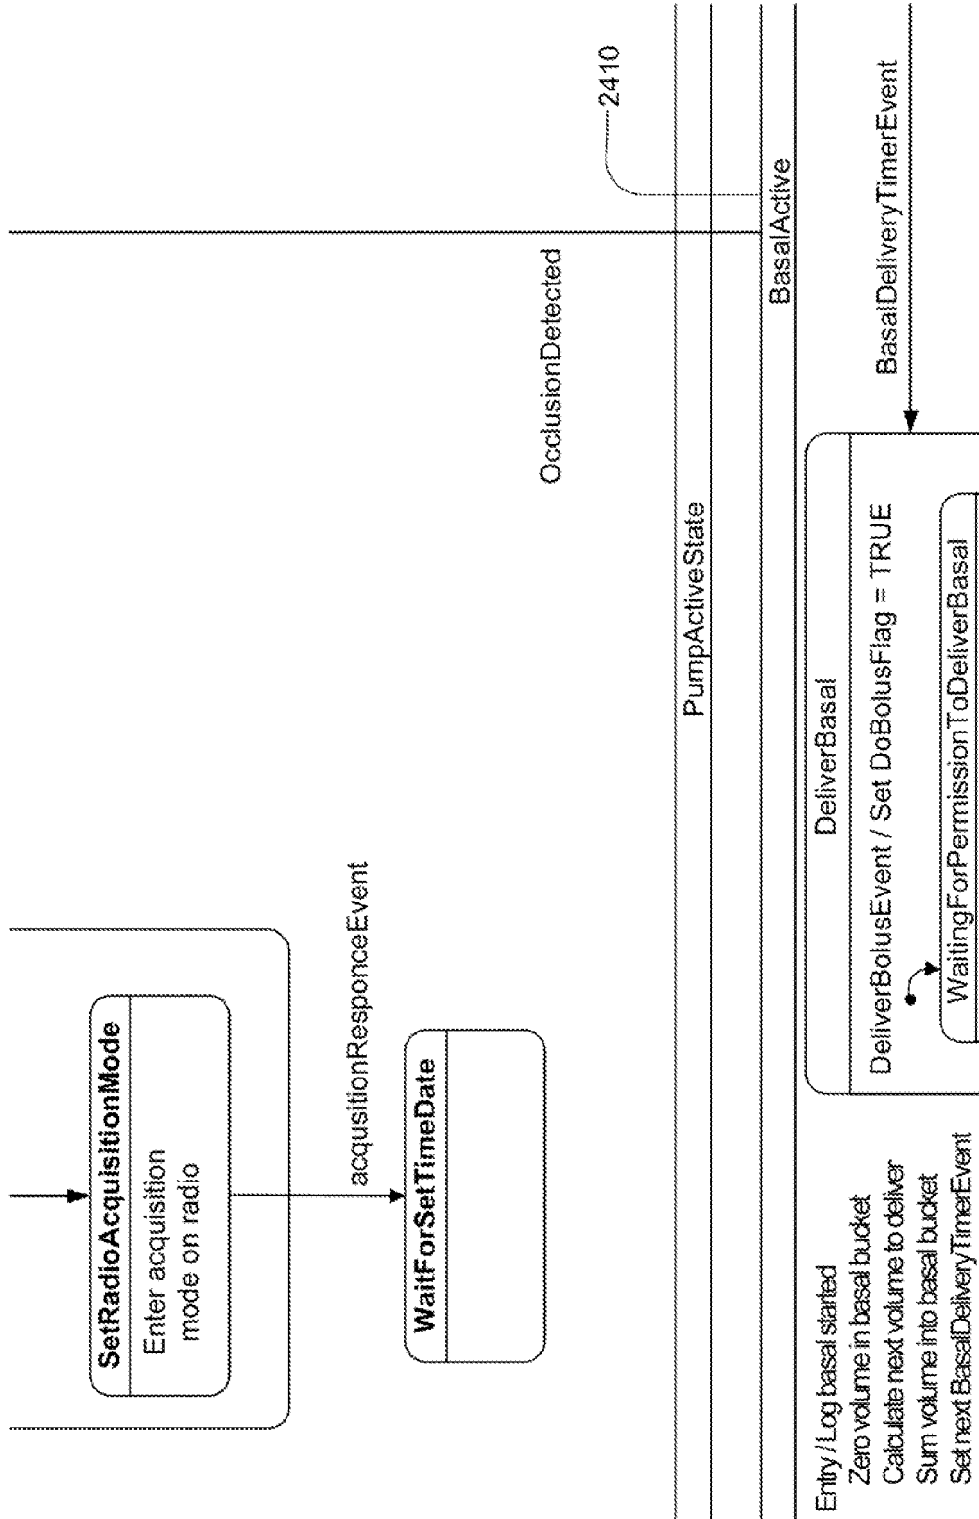 SetRadioAcquisitionMode
Enter acquisition
mode on radio
acqusitionResponceEvent
WaitForSetTimeDate
OcclusionDetected
2410
PumpActiveState
BasalActive
Entry / Log basal started
Zero volume in basal bucket
Calculate next volume to deliver
Sum volume into basal bucket
Set next BasalDeliveryTimerEvent
DeliverBasal
DeliverBolusEvent / Set DoBolusFlag = TRUE
WaitingForPermissionToDeliverBasal
BasalDeliveryTimerEvent